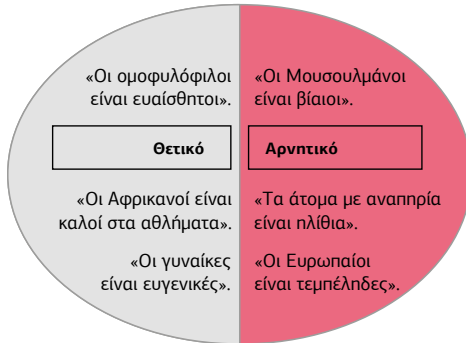 «Οι ομοφυλόφιλοι
είναι ευαίσθητοι».
Θετικό
«Οι Αφρικανοί είναι
καλοί στα αθλήματα».
«Οι γυναίκες
είναι ευγενικές».
«Οι Μουσουλμάνοι
είναι βίαιοι».
Αρνητικό
«Τα άτομα με αναπηρία
είναι ηλίθια».
«Οι Ευρωπαίοι
είναι τεμπέληδες».